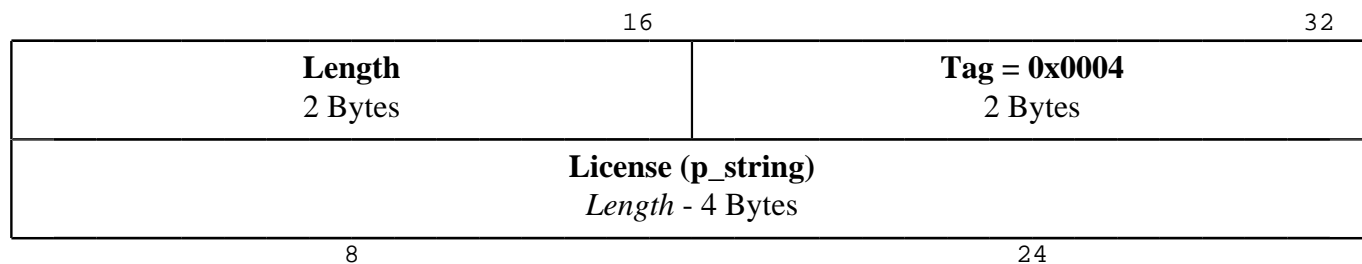 16 32
Length Tag = 0x0004
2 Bytes 2 Bytes
License (p_string)
Length - 4 Bytes
8 24